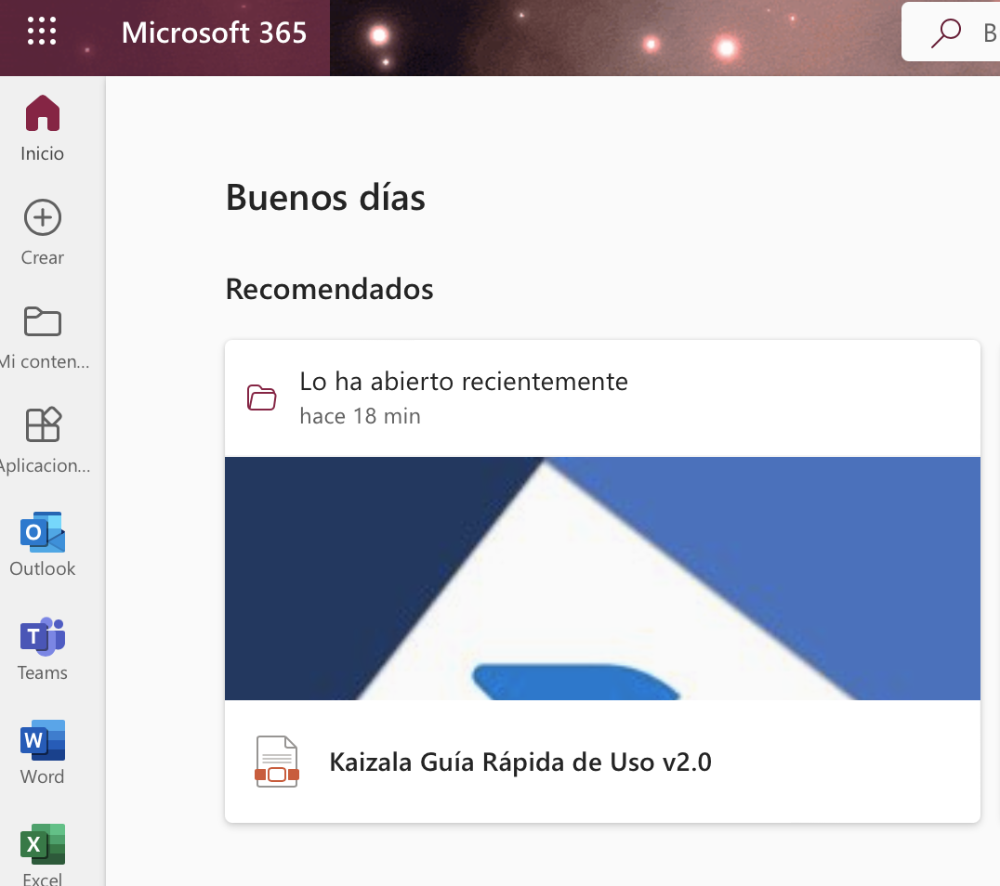 Microsoft 365
B
Inicio
Crear
Mi conten...
Aplicacion...
Outlook
Teams
Word
Excel
Buenos días
Recomendados
Lo ha abierto recientemente
hace 18 min
Kaizala Guía Rápida de Uso v2.0